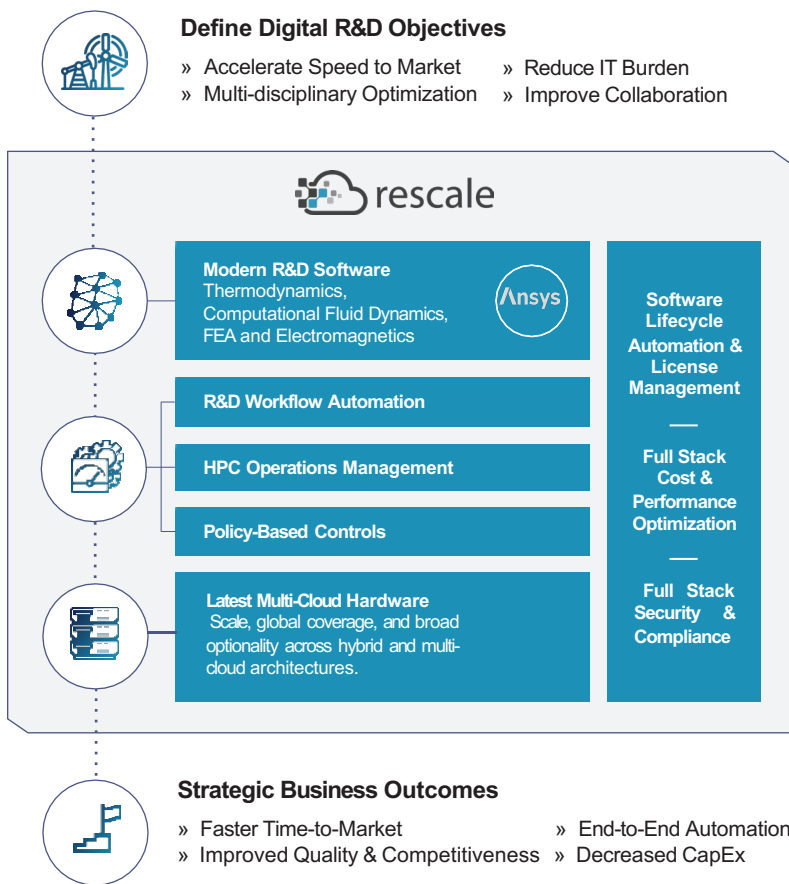 Define Digital R&D Objectives
» Accelerate Speed to Market
» Reduce IT Burden
» Multi-disciplinary Optimization
» Improve Collaboration
rescale
Modern R&D Software
Thermodynamics,
Computational Fluid Dynamics,
FEA and Electromagnetics
Ansys
R&D Workflow Automation
HPC Operations Management
Policy-Based Controls
Latest Multi-Cloud Hardware
Scale, global coverage, and broad
optionality across hybrid and multi-
cloud architectures.
Software
Lifecycle
Automation &
License
Management
Full Stack
Cost &
Performance
Optimization
Full Stack
Security &
Compliance
Strategic Business Outcomes
» Faster Time-to-Market
» End-to-End Automation
» Improved Quality & Competitiveness
» Decreased CapEx